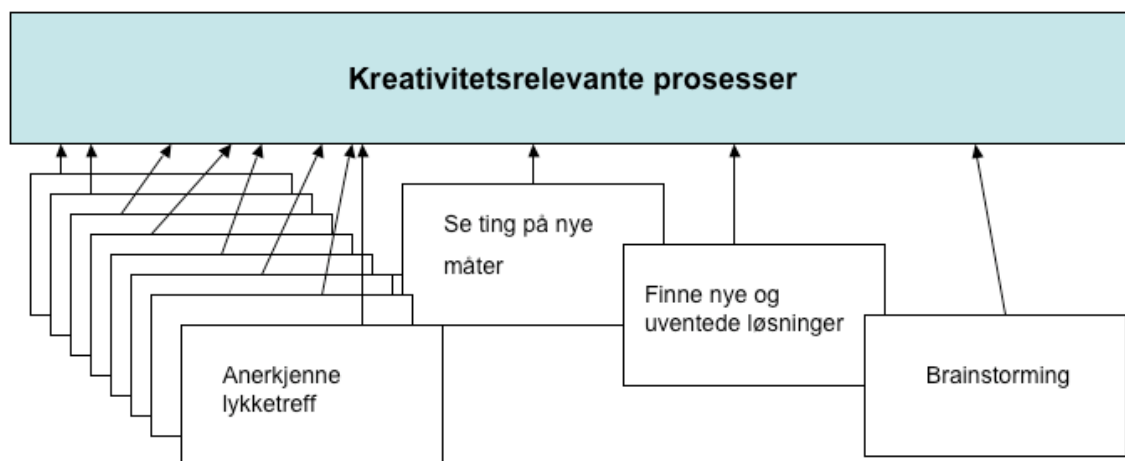 Kreativitetsrelevante prosesser
Se ting på nye
måter
Finne nye og
uventede løsninger
Anerkjenne
lykketreff
Brainstorming